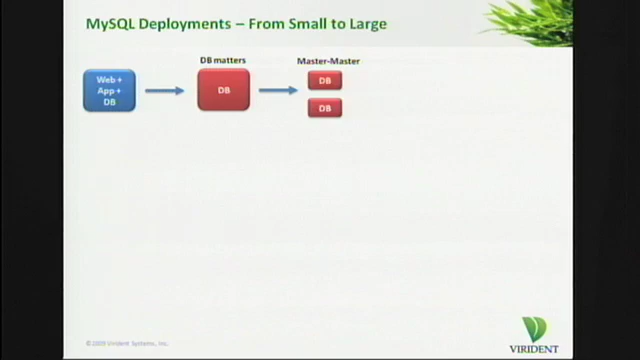 MySQL Deployments – From Small to Large
DB matters
Master-Master
Web +
App +
DB
DB
DB
DB
©2009 Virident Systems, Inc.
VIRIDENT